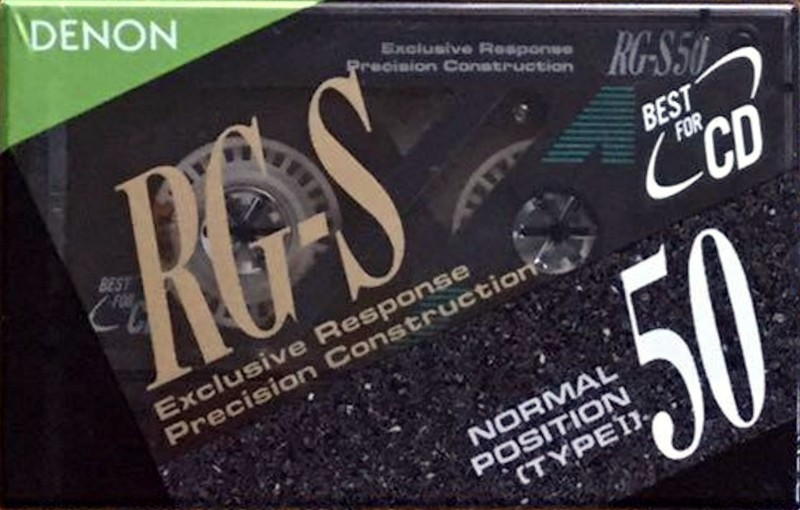 DENON
Exclusive Response
Precision Construction
RG-S50
BEST
FOR
CD
RG-S
Exclusive Response
Precision Construction
BEST
FOR
50
NORMAL
POSITION
(TYPE I)